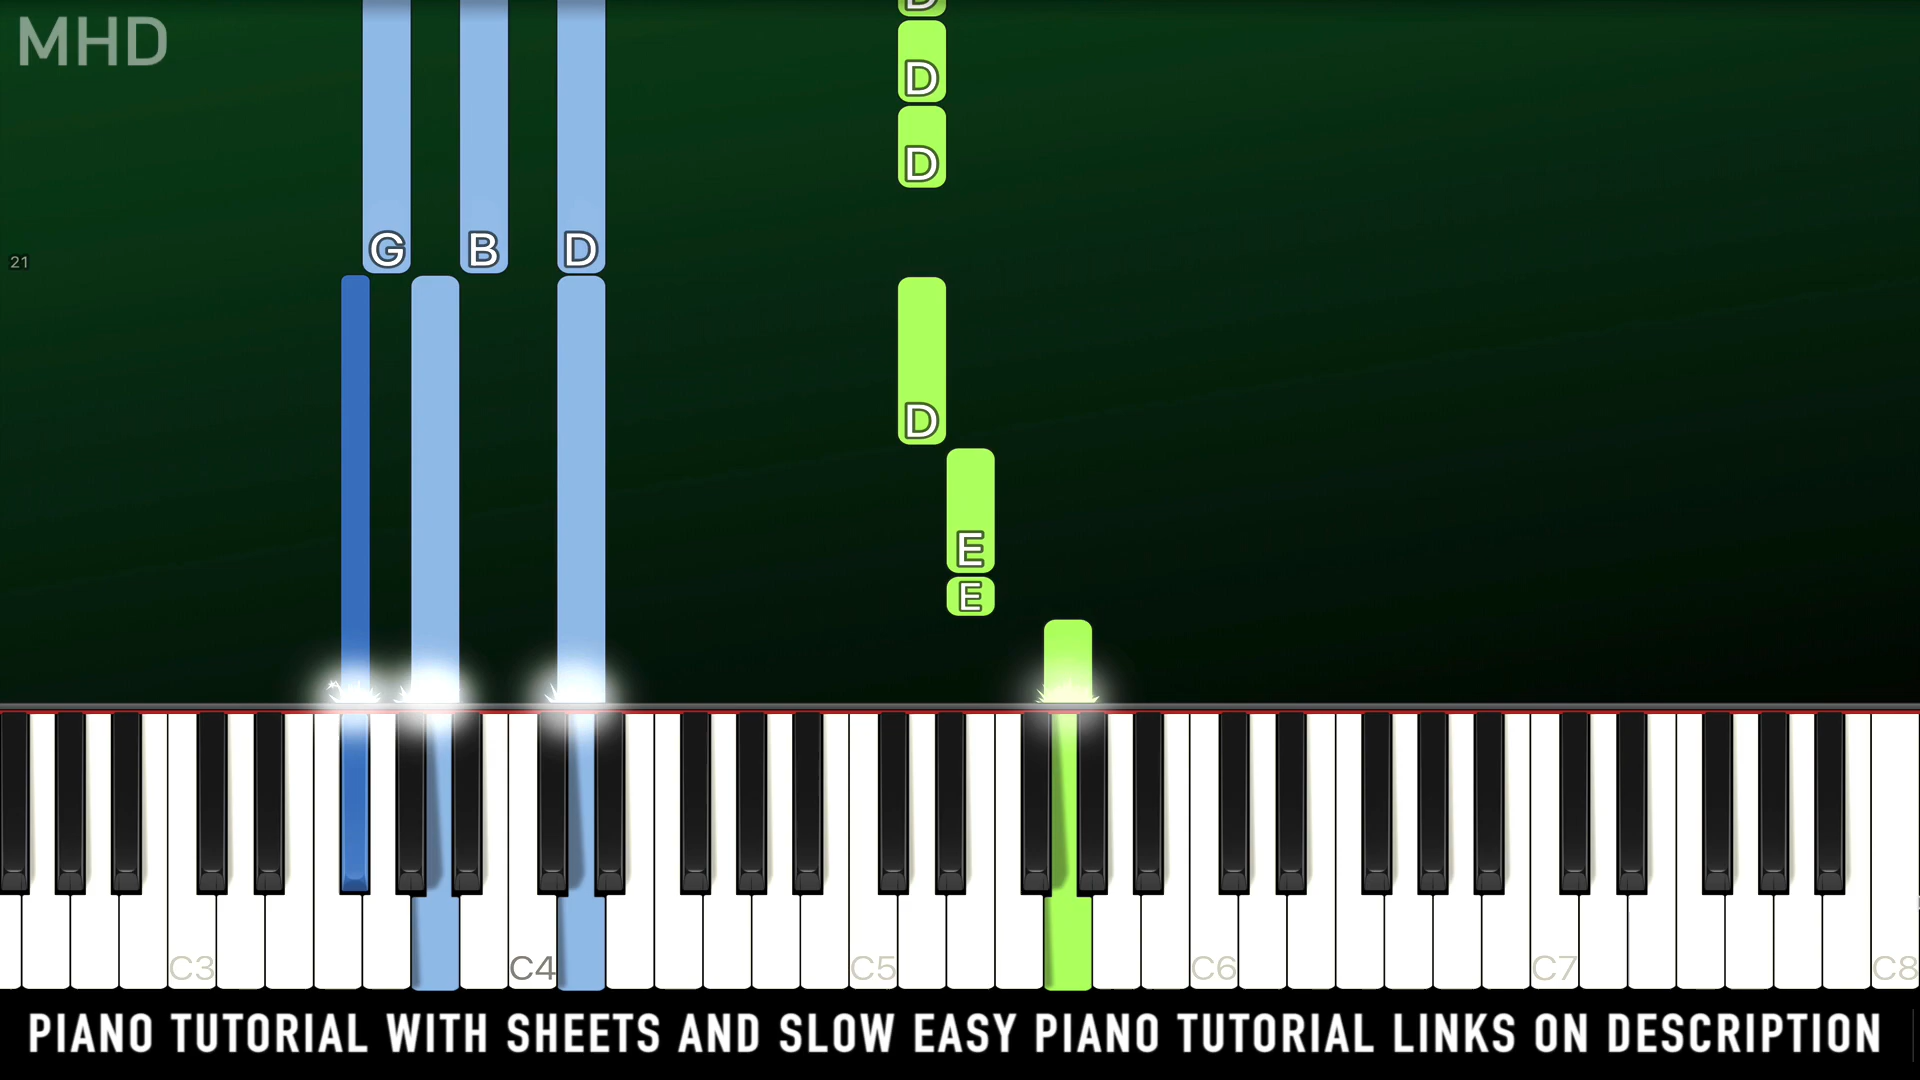 MHD
D
D
D
G B D
21
D
E
E
C3 C4 C5 C6 C7 C8
PIANO TUTORIAL WITH SHEETS AND SLOW EASY PIANO TUTORIAL LINKS ON DESCRIPTION